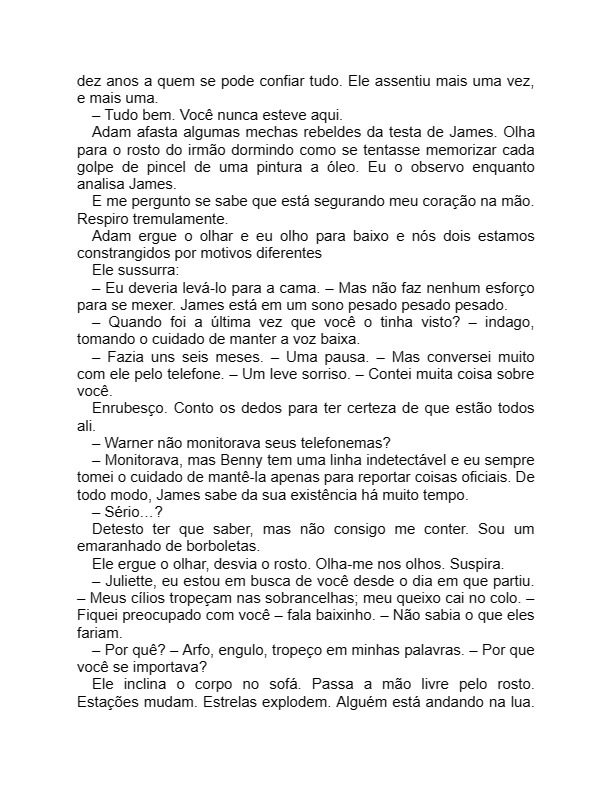 dez anos a quem se pode confiar tudo. Ele assentiu mais uma vez,
e mais uma.
– Tudo bem. Você nunca esteve aqui.
Adam afasta algumas mechas rebeldes da testa de James. Olha
para o rosto do irmão dormindo como se tentasse memorizar cada
golpe de pincel de uma pintura a óleo. Eu o observo enquanto
analisa James.
E me pergunto se sabe que está segurando meu coração na mão.
Respiro tremulamente.
Adam ergue o olhar e eu olho para baixo e nós dois estamos
constrangidos por motivos diferentes
Ele sussurra:
– Eu deveria levá-lo para a cama. – Mas não faz nenhum esforço
para se mexer. James está em um sono pesado pesado pesado.
– Quando foi a última vez que você o tinha visto? – indago,
tomando o cuidado de manter a voz baixa.
– Fazia uns seis meses. – Uma pausa. – Mas conversei muito
com ele pelo telefone. – Um leve sorriso. – Contei muita coisa sobre
você.
Enrubesço. Conto os dedos para ter certeza de que estão todos
ali.
– Warner não monitorava seus telefonemas?
– Monitorava, mas Benny tem uma linha indetectável e eu sempre
tomei o cuidado de mantê-la apenas para reportar coisas oficiais. De
todo modo, James sabe da sua existência há muito tempo.
– Sério…?
Detesto ter que saber, mas não consigo me conter. Sou um
emaranhado de borboletas.
Ele ergue o olhar, desvia o rosto. Olha-me nos olhos. Suspira.
– Juliette, eu estou em busca de você desde o dia em que partiu.
– Meus cílios tropeçam nas sobrancelhas; meu queixo cai no colo. –
Fiquei preocupado com você – fala baixinho. – Não sabia o que eles
fariam.
– Por quê? – Arfo, engulo, tropeço em minhas palavras. – Por que
você se importava?
Ele inclina o corpo no sofá. Passa a mão livre pelo rosto.
Estações mudam. Estrelas explodem. Alguém está andando na lua.